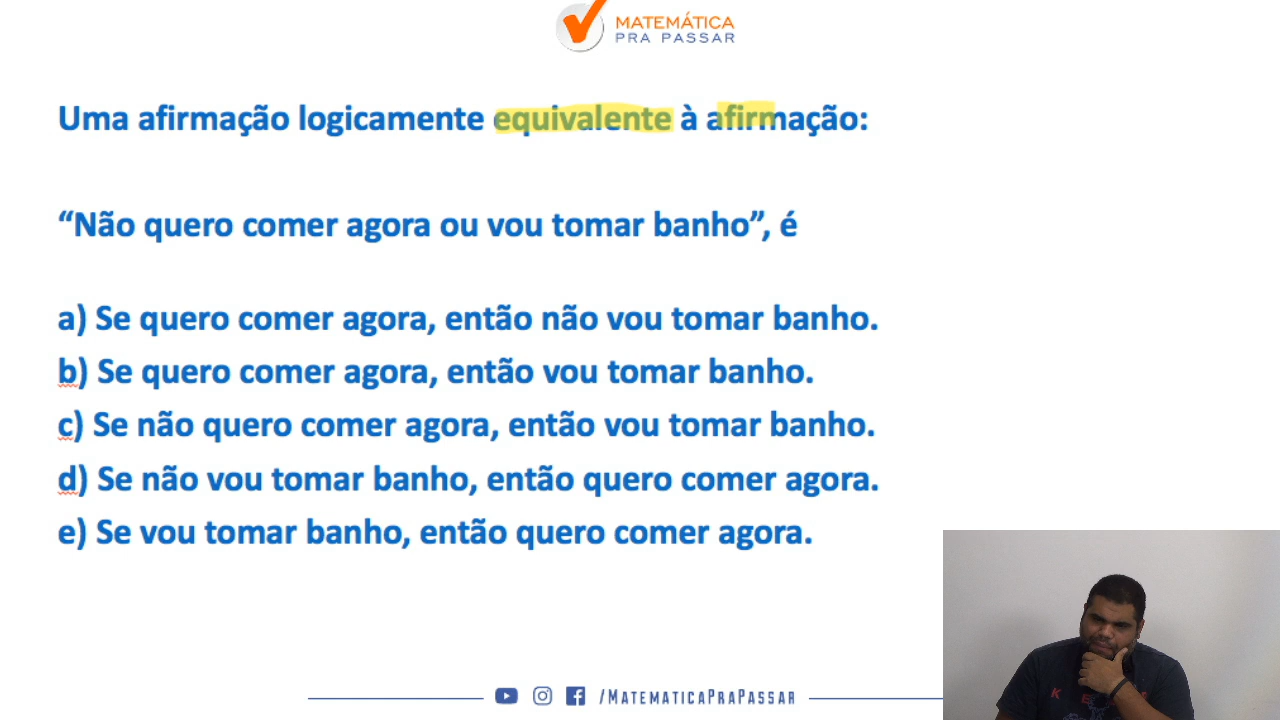 MATEMÁTICA
PRA PASSAR
Uma afirmação logicamente equivalente à afirmação:
“Não quero comer agora ou vou tomar banho”, é
a) Se quero comer agora, então não vou tomar banho.
b) Se quero comer agora, então vou tomar banho.
c) Se não quero comer agora, então vou tomar banho.
d) Se não vou tomar banho, então quero comer agora.
e) Se vou tomar banho, então quero comer agora.
/MATEMATICAPRAPASSAR